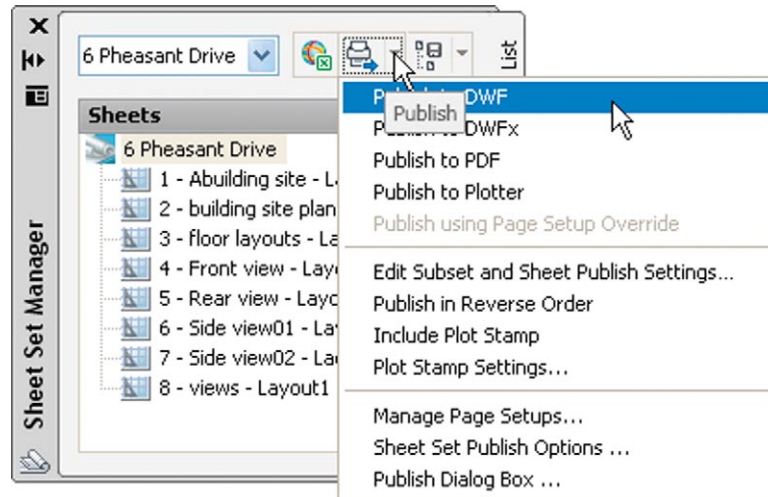 6 Pheasant Drive
List
Sheets
6 Pheasant Drive
1 - Abuilding site - L
2 - building site plan
3 - floor layouts - La
4 - Front view - Layo
5 - Rear view - Layo
6 - Side view01 - La
7 - Side view02 - La
8 - views - Layout1
Sheet Set Manager
DWF
Publish
DWFx
Publish to PDF
Publish to Plotter
Publish using Page Setup Override
Edit Subset and Sheet Publish Settings...
Publish in Reverse Order
Include Plot Stamp
Plot Stamp Settings...
Manage Page Setups...
Sheet Set Publish Options ...
Publish Dialog Box ...